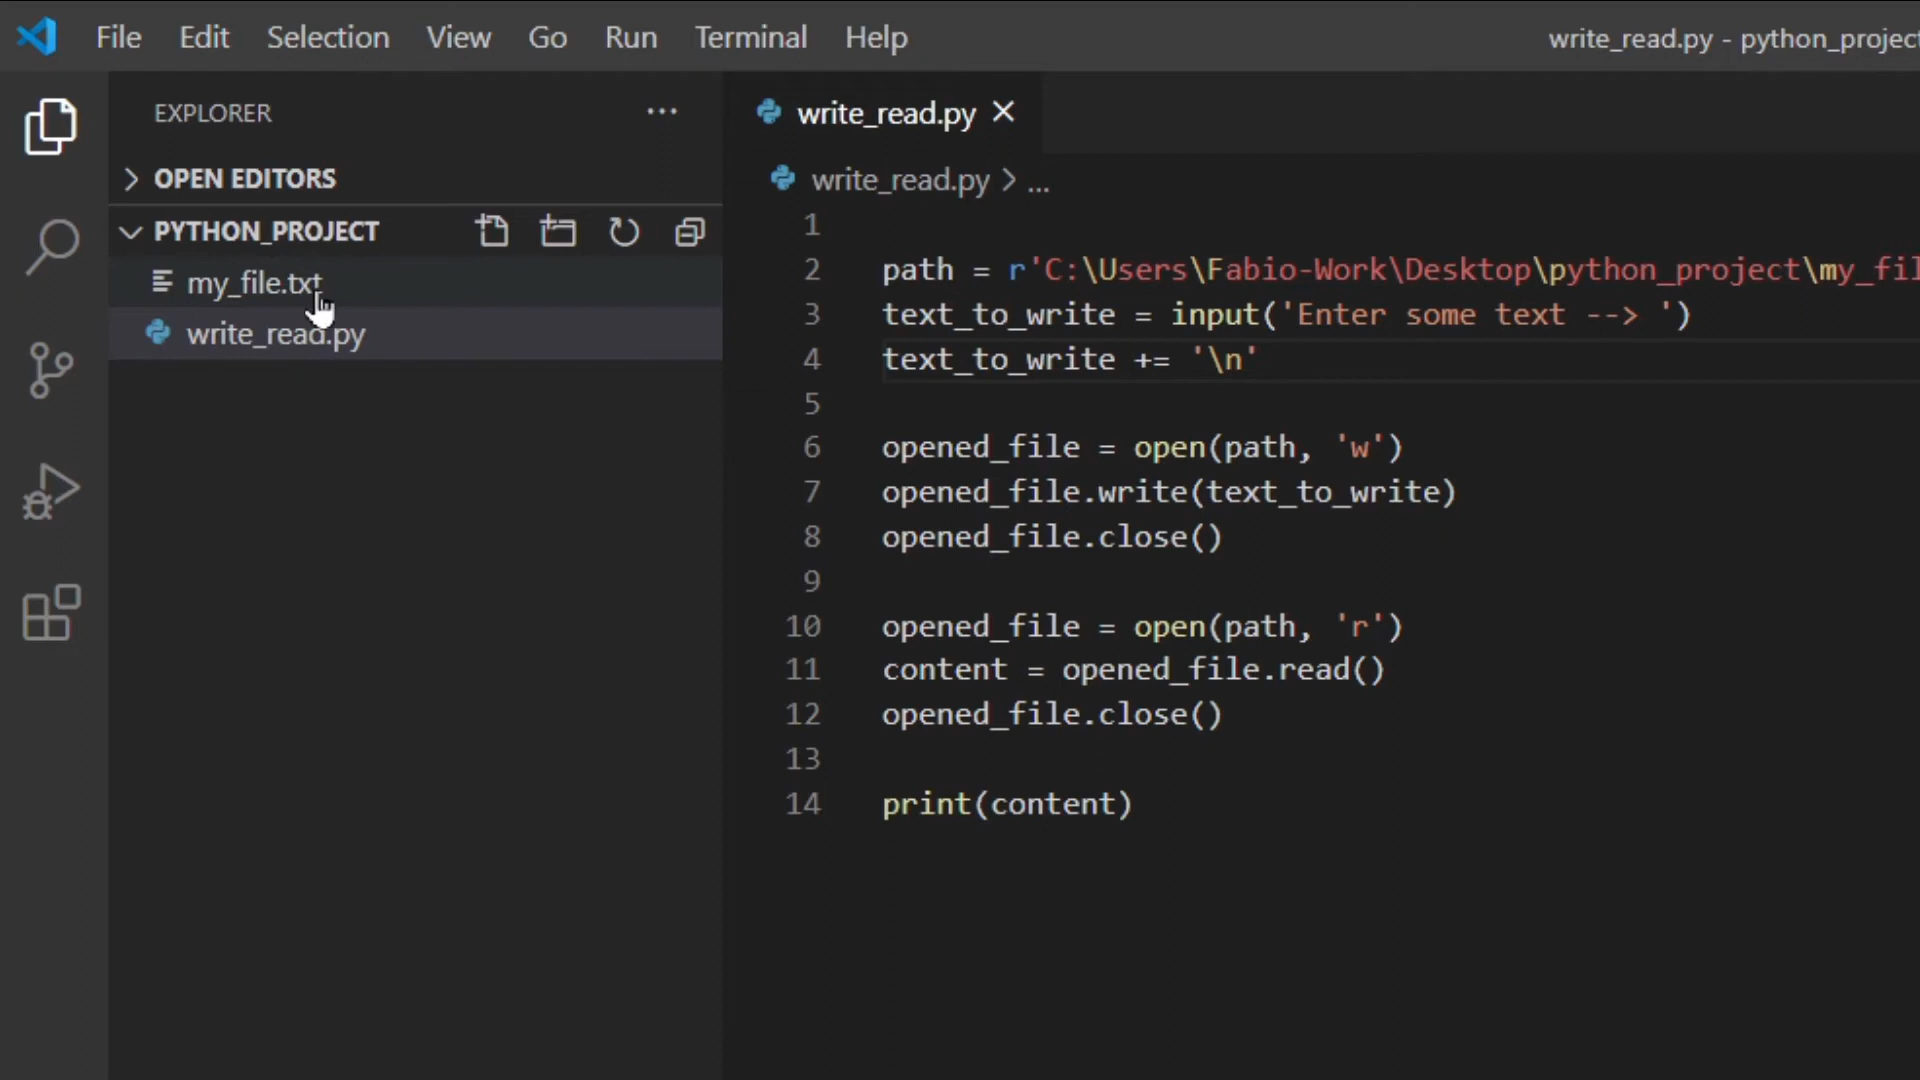 File Edit Selection View Go Run Terminal Help write_read.py - python_project
EXPLORER ...
OPEN EDITORS
PYTHON_PROJECT
my_file.txt
write_read.py
write_read.py
write_read.py > ...
1
2 path = r'C:\Users\Fabio-Work\Desktop\python_project\my_fil
3 text_to_write = input('Enter some text --> ')
4 text_to_write += '\n'
5
6 opened_file = open(path, 'w')
7 opened_file.write(text_to_write)
8 opened_file.close()
9
10 opened_file = open(path, 'r')
11 content = opened_file.read()
12 opened_file.close()
13
14 print(content)